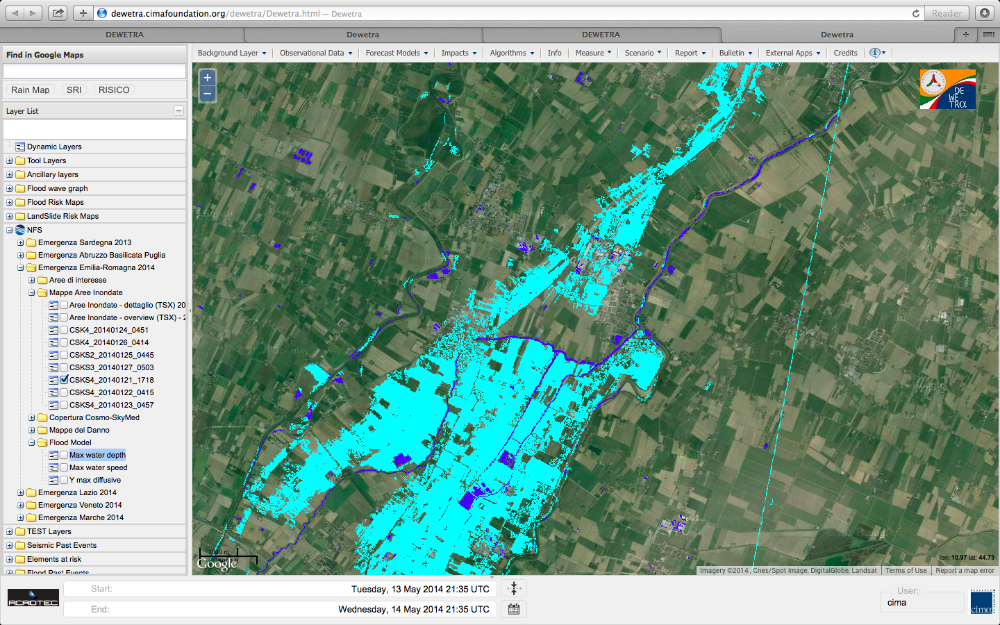 dewetra.cimafoundation.org/dewetra/Dewetra.html — Dewetra
Reader
DEWETRA
Dewetra
DEWETRA
Dewetra
Find in Google Maps
Background Layer
Observational Data
Forecast Models
Impacts
Algorithms
Info
Measure
Scenario
Report
Bulletin
External Apps
Credits
Rain Map
SRI
RISICO
Layer List
Dynamic Layers
Tool Layers
Ancillary layers
Flood wave graph
Flood Risk Maps
LandSlide Risk Maps
NFS
Emergenza Sardegna 2013
Emergenza Abruzzo Basilicata Puglia
Emergenza Emilia-Romagna 2014
Aree di interesse
Mappe Aree Inondate
Aree Inondate - dettaglio (TSX) 20
Aree Inondate - overview (TSX) - 2
CSK4_20140124_0451
CSK4_20140126_0414
CSKS2_20140125_0445
CSKS3_20140127_0503
CSKS4_20140121_1718
CSKS4_20140122_0415
CSKS4_20140123_0457
Copertura Cosmo-SkyMed
Mappe del Danno
Flood Model
Max water depth
Max water speed
Y max diffusive
Emergenza Lazio 2014
Emergenza Veneto 2014
Emergenza Marche 2014
TEST Layers
Seismic Past Events
Elements at risk
Flood Past Events
DE
WE
TRα
1000 m
Google
lon: 10.97 lat: 44.73
Imagery ©2014 , Cnes/Spot Image, DigitalGlobe, Landsat
Terms of Use
Report a map error
ACROTEC
Start:
Tuesday, 13 May 2014 21:35 UTC
End:
Wednesday, 14 May 2014 21:35 UTC
User:
cima
cima